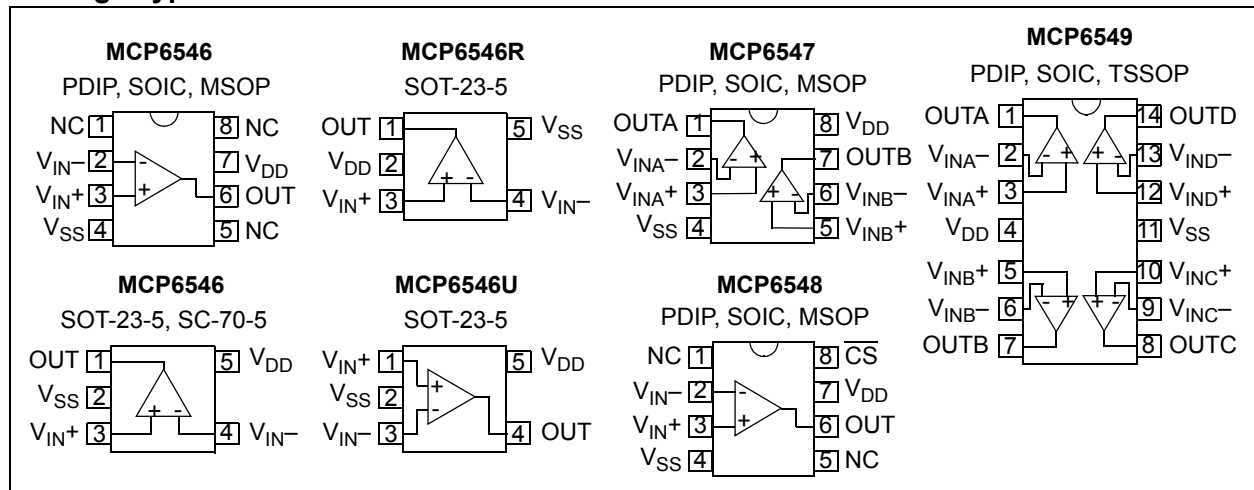 MCP6546
PDIP, SOIC, MSOP
NC 1 8 NC
VIN– 2 7 VDD
VIN+ 3 6 OUT
VSS 4 5 NC
- +
MCP6546R
SOT-23-5
OUT 1 5 VSS
VDD 2
VIN+ 3 4 VIN–
+ -
MCP6547
PDIP, SOIC, MSOP
OUTA 1 8 VDD
VINA– 2 7 OUTB
VINA+ 3 6 VINB–
VSS 4 5 VINB+
- +
+ -
MCP6549
PDIP, SOIC, TSSOP
OUTA 1 14 OUTD
VINA– 2 13 VIND–
VINA+ 3 12 VIND+
VDD 4 11 VSS
VINB+ 5 10 VINC+
VINB– 6 9 VINC–
OUTB 7 8 OUTC
- + + -
- + + -
MCP6546
SOT-23-5, SC-70-5
OUT 1 5 VDD
VSS 2
VIN+ 3 4 VIN–
+ -
MCP6546U
SOT-23-5
VIN+ 1 5 VDD
VSS 2
VIN– 3 4 OUT
+ -
MCP6548
PDIP, SOIC, MSOP
NC 1 8 C̅S̅
VIN– 2 7 VDD
VIN+ 3 6 OUT
VSS 4 5 NC
- +